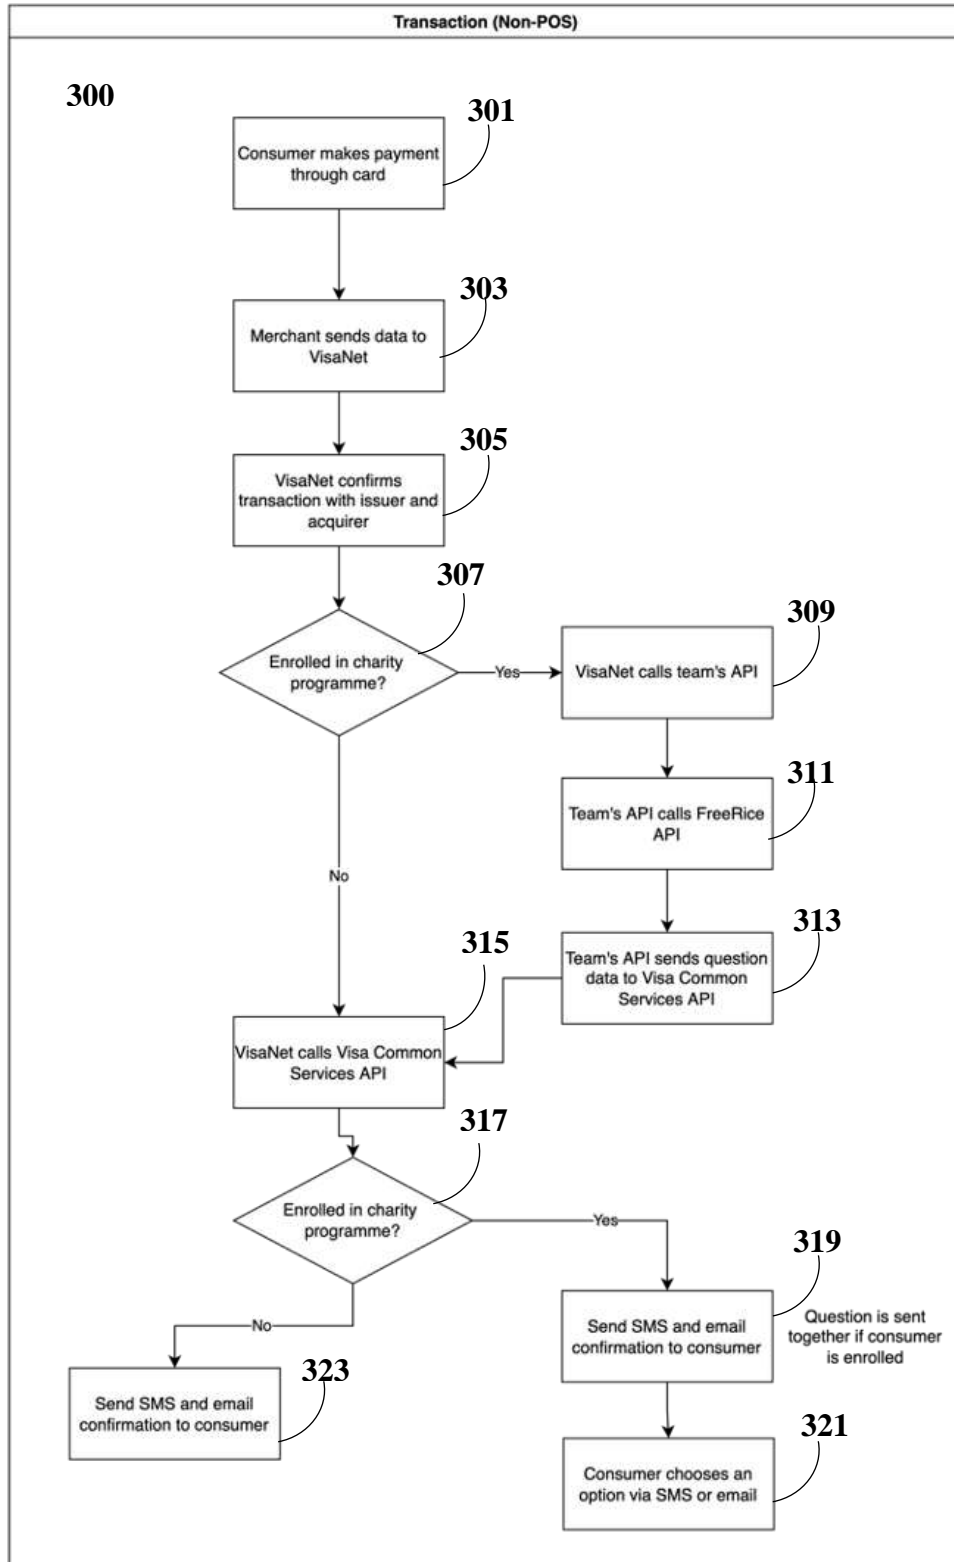 Transaction (Non-POS)
300
301
Consumer makes payment
through card
303
Merchant sends data to
VisaNet
305
VisaNet confirms
transaction with issuer and
acquirer
307
Enrolled in charity
programme?
Yes
309
VisaNet calls team's API
311
Team's API calls FreeRice
API
No
313
Team's API sends question
data to Visa Common
Services API
315
VisaNet calls Visa Common
Services API
317
Enrolled in charity
programme?
Yes
319
Send SMS and email
confirmation to consumer
Question is sent
together if consumer
is enrolled
No
323
Send SMS and email
confirmation to consumer
321
Consumer chooses an
option via SMS or email